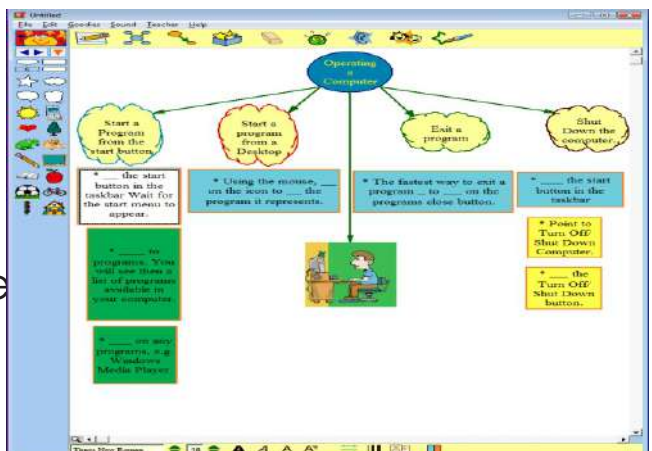 Untitled
File Edit Goodies Sound Teacher Help
Operating
a
Computer
Start a
Program
from the
start button
Start a
program
from a
Desktop
Exit a
program
Shut
Down the
computer.
* ___ the start
button in the
taskbar Wait for
the start menu to
appear.
* ____ to
programs. You
will see then a
list of programs
available in
your computer.
* ____ on any
programs, e.g
Windows
Media Player
* Using the mouse, __
on the icon to ___ the
program it represents.
* The fastest way to exit a
program _ to ___ on the
programs close button.
* ____ the start
button in the
taskbar
* Point to
Turn Off/
Shut Down
Computer.
* ___ the
Turn Off/
Shut Down
button.
e
18